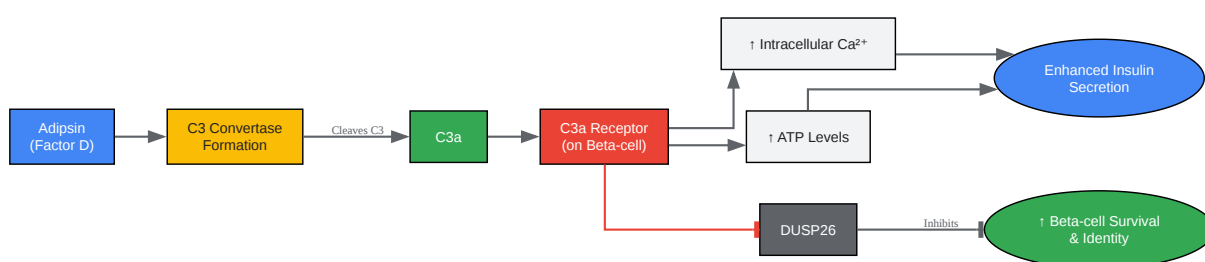 ↑ Intracellular Ca²⁺
Enhanced Insulin
Secretion
Adipsin
(Factor D)
C3 Convertase
Formation
Cleaves C3
C3a
C3a Receptor
(on Beta-cell)
↑ ATP Levels
DUSP26
Inhibits
↑ Beta-cell Survival
& Identity